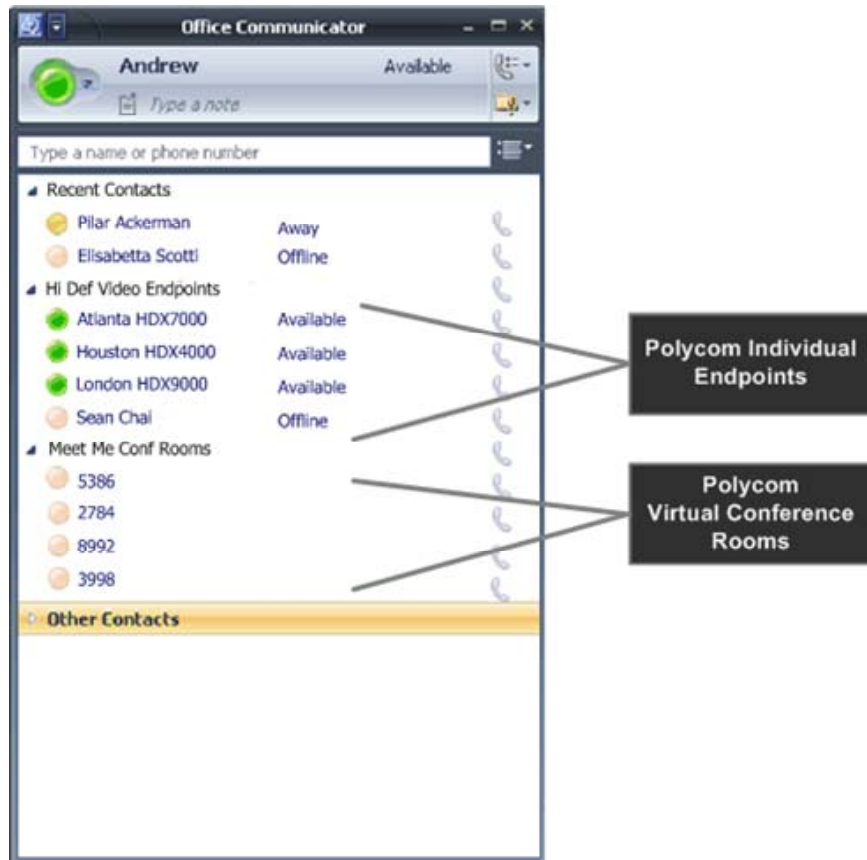 Office Communicator
Andrew Available
Type a note
Type a name or phone number
Recent Contacts
Pilar Ackerman Away
Elisabetta Scotti Offline
Hi Def Video Endpoints
Atlanta HDX7000 Available
Houston HDX4000 Available
London HDX9000 Available
Sean Chai Offline
Meet Me Conf Rooms
5386
2784
8992
3998
Other Contacts
Polycom Individual
Endpoints
Polycom
Virtual Conference
Rooms